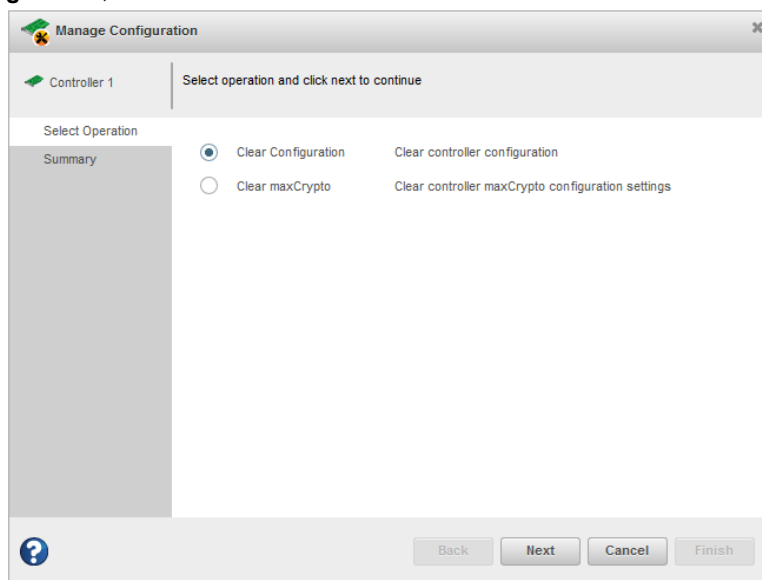 Manage Configuration
Controller 1
Select operation and click next to continue
Select Operation
Summary
Clear Configuration Clear controller configuration
Clear maxCrypto Clear controller maxCrypto configuration settings
? Back Next Cancel Finish